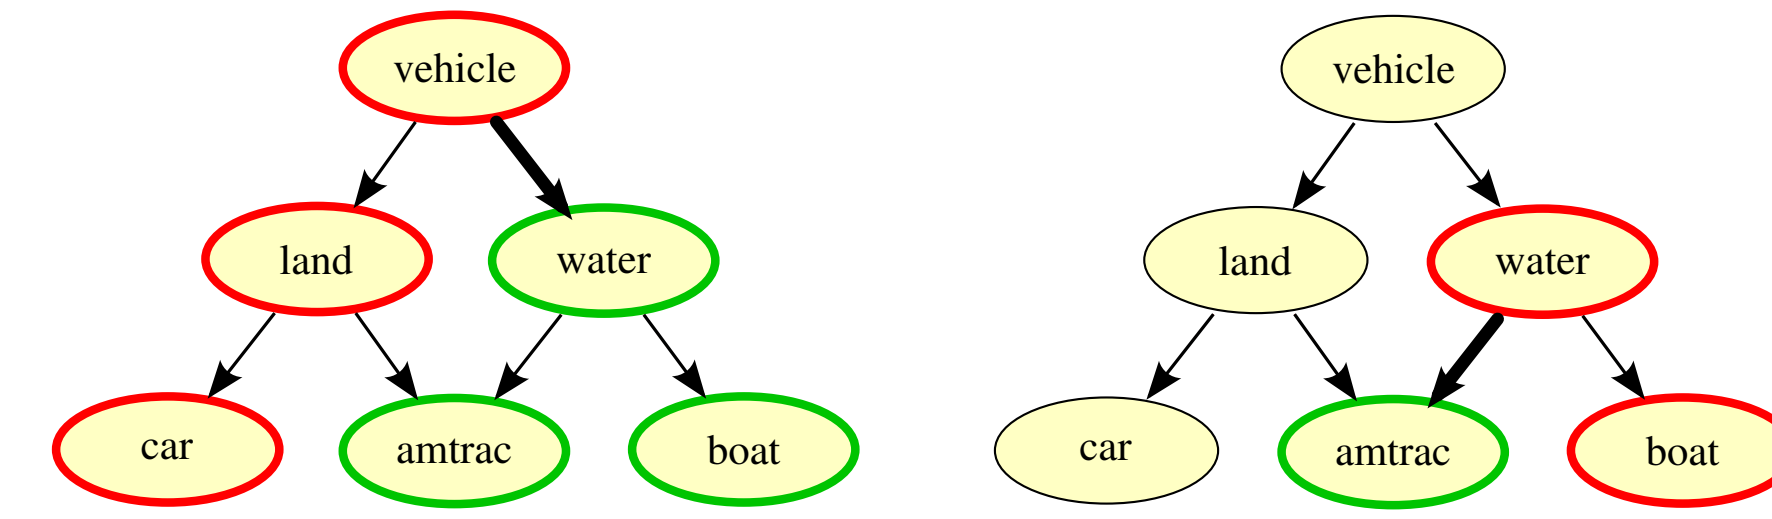 vehicle
land
water
car
amtrac
boat
vehicle
land
water
car
amtrac
boat